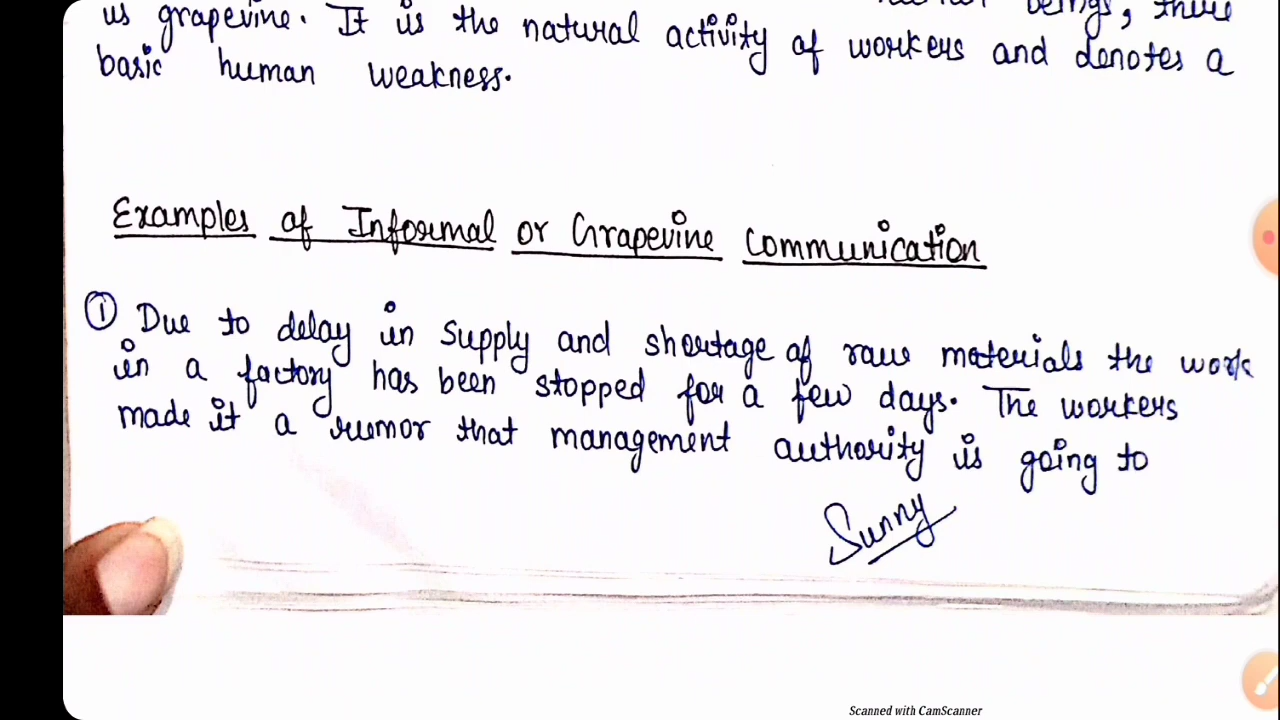 beings, there
is grapevine. It is the natural activity of workers and denotes a
basic human weakness.
Examples of Informal or Grapevine Communication
① Due to delay in supply and shortage of raw materials the work
in a factory has been stopped for a few days. The workers
made it a rumor that management authority is going to
Sunny
Scanned with CamScanner